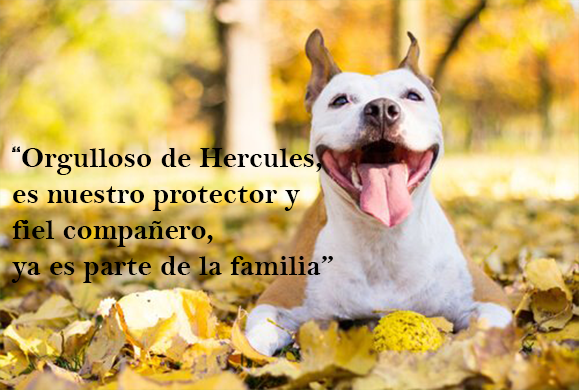 “Orgulloso de Hercules,
es nuestro protector y
fiel compañero,
ya es parte de la familia”